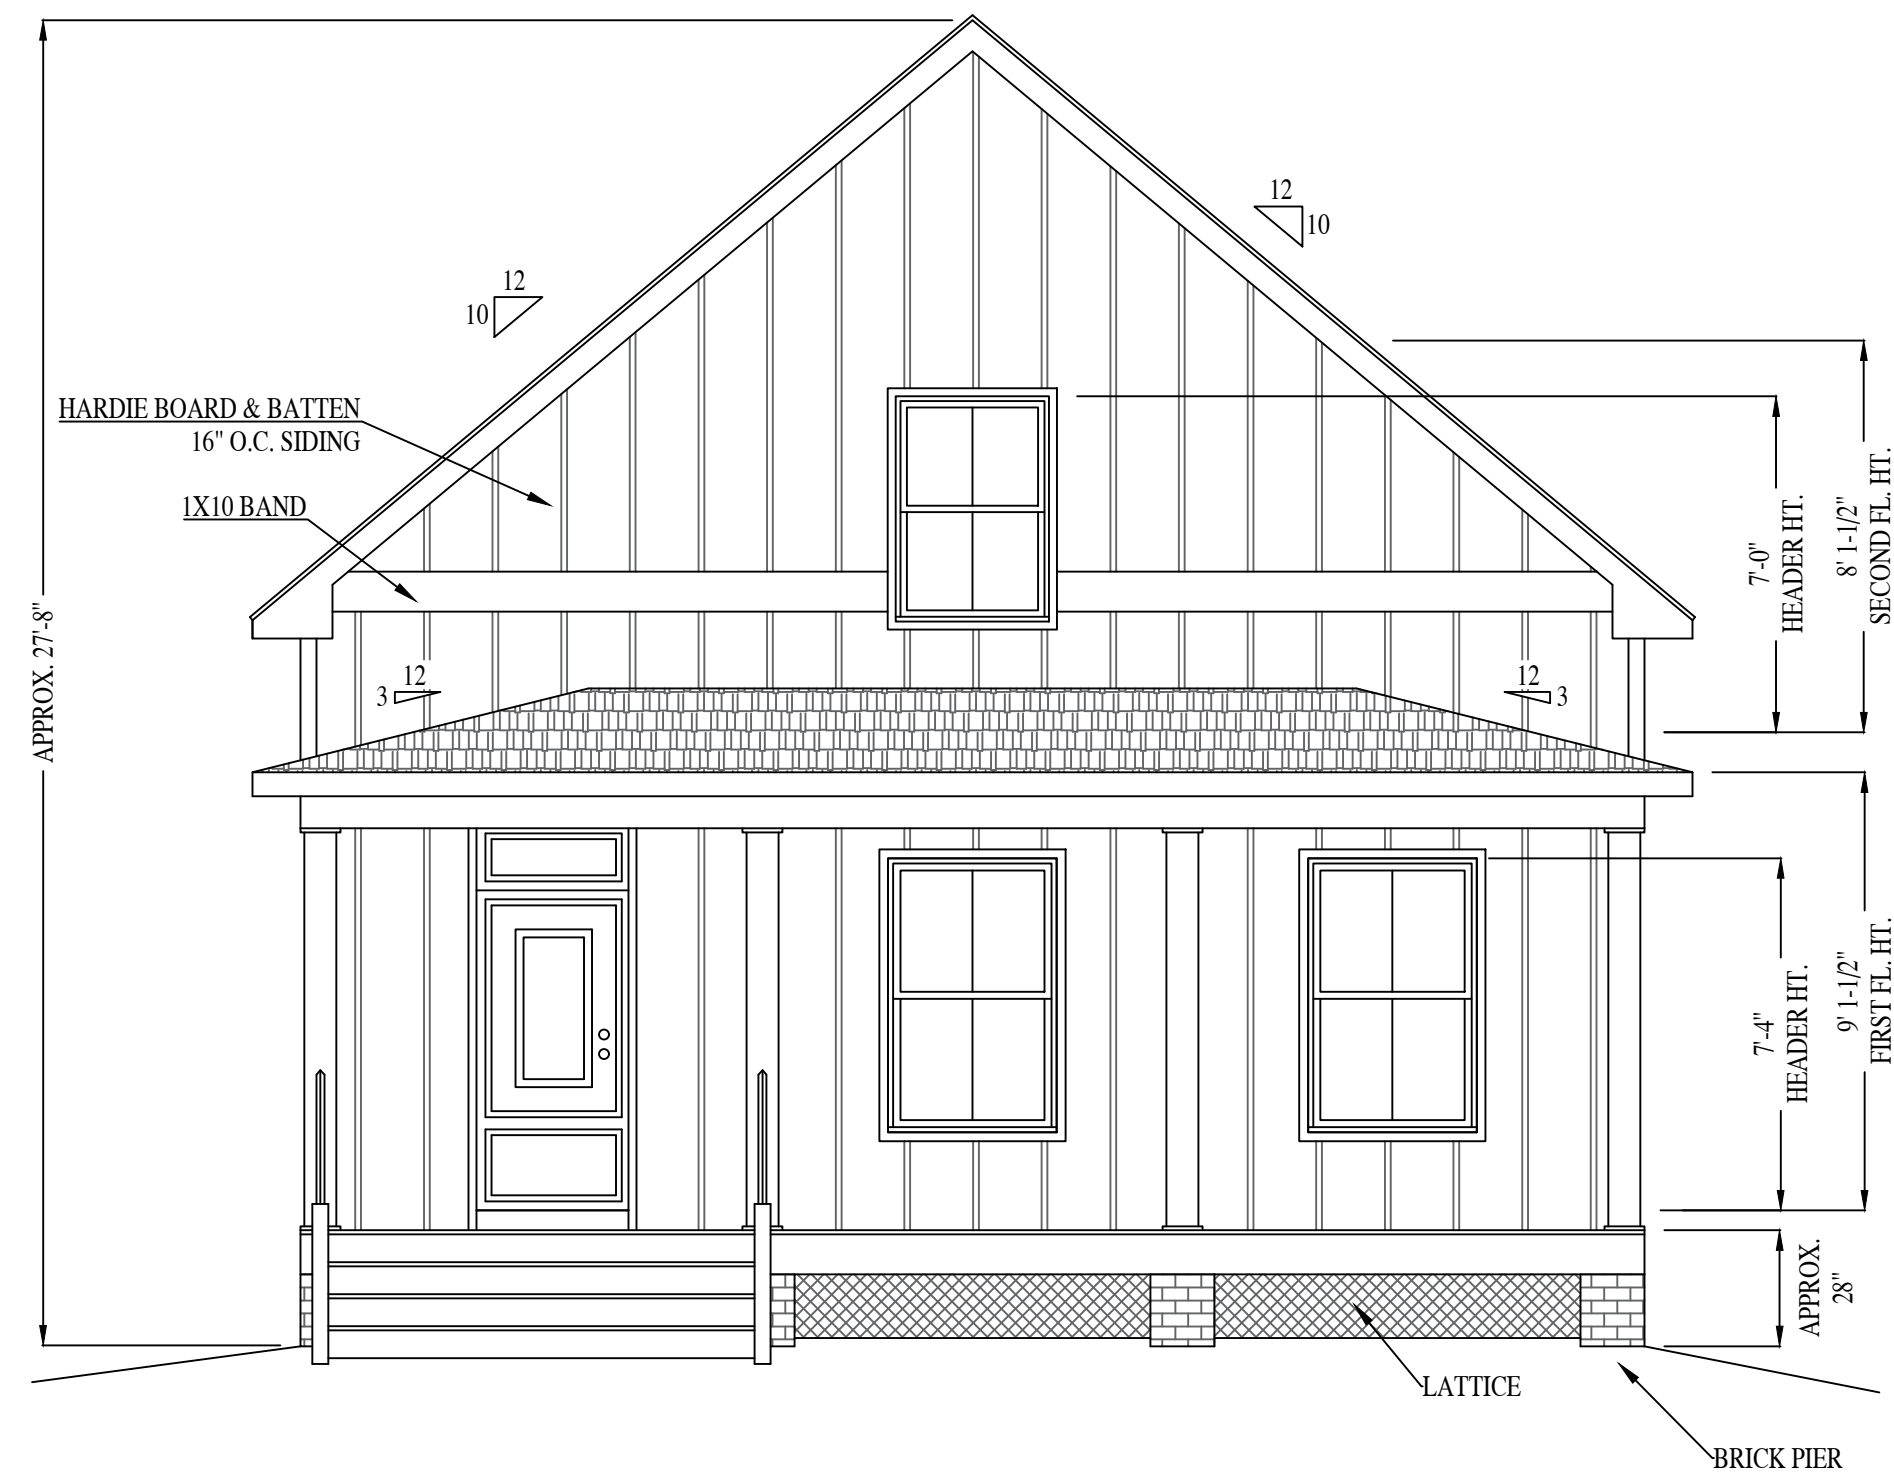 12
10
12
10
HARDIE BOARD & BATTEN
16" O.C. SIDING
1X10 BAND
APPROX. 27'-8"
7'-0"
HEADER HT.
8' 1-1/2"
SECOND FL. HT.
12
3
12
3
7'-4"
HEADER HT.
9' 1-1/2"
FIRST FL. HT.
APPROX.
28"
LATTICE
BRICK PIER